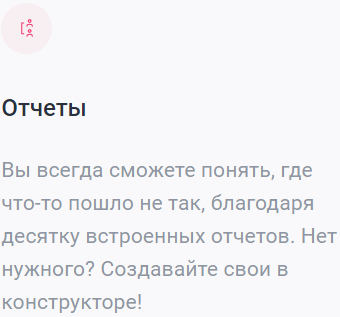 Отчеты
Вы всегда сможете понять, где
что-то пошло не так, благодаря
десятку встроенных отчетов. Нет
нужного? Создавайте свои в
конструкторе!